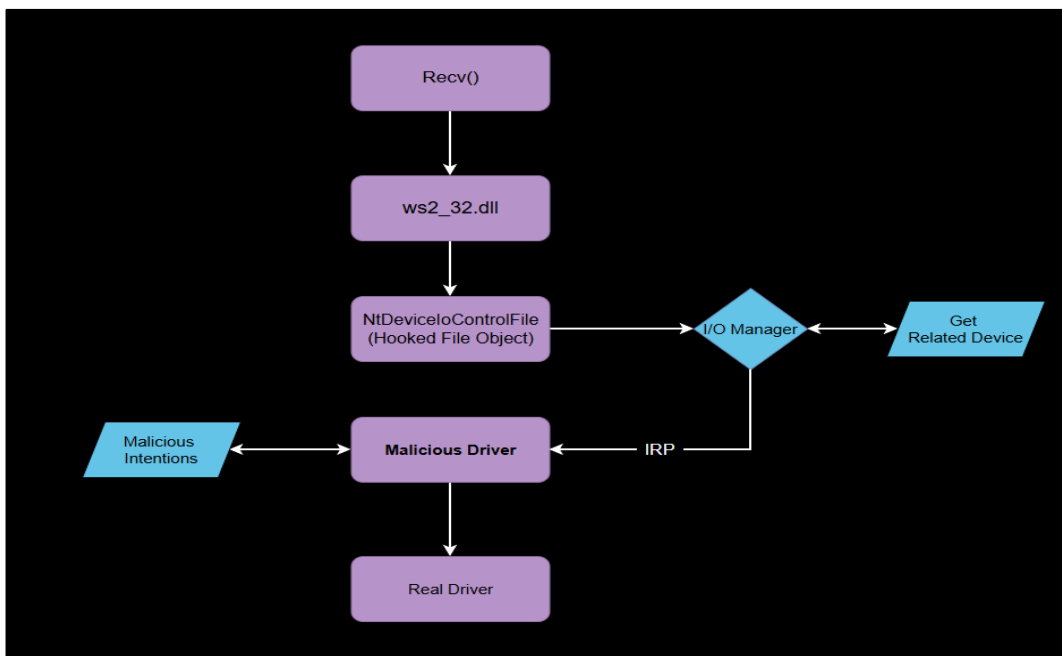 Recv()
ws2_32.dll
NtDeviceIoControlFile
(Hooked File Object)
I/O Manager
Get
Related Device
Malicious
Intentions
Malicious Driver
IRP
Real Driver